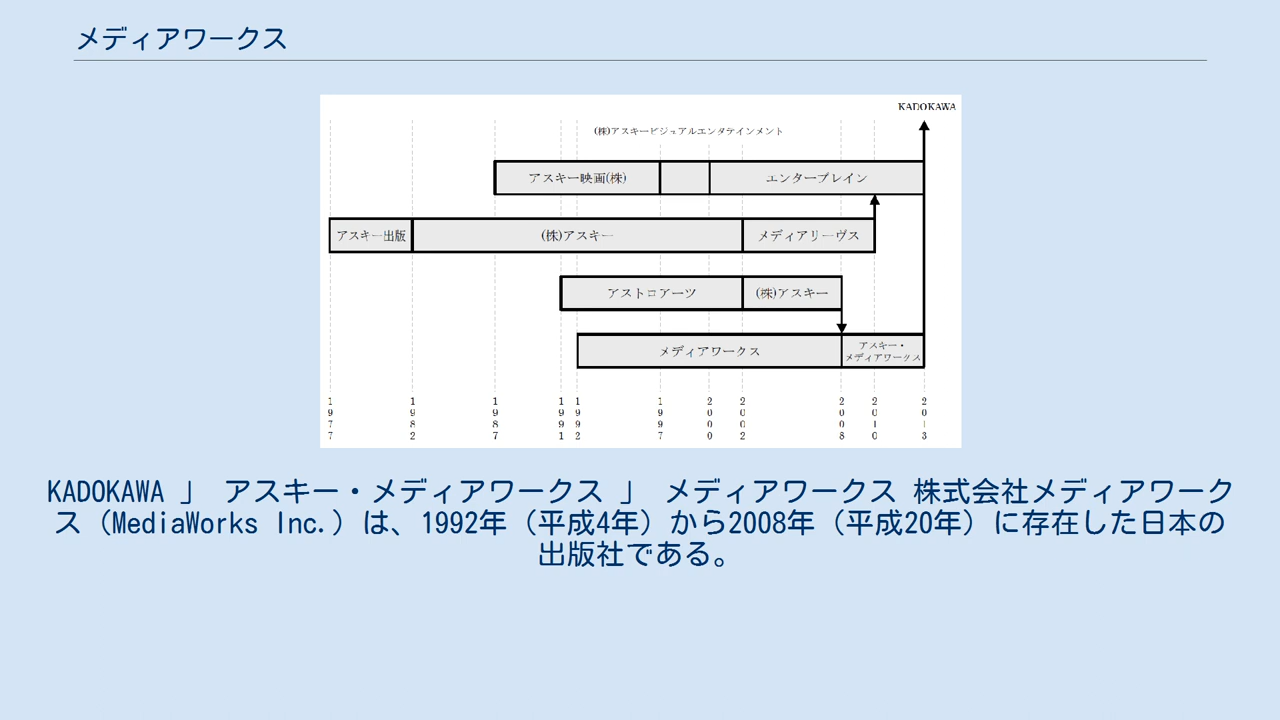 メディアワークス
KADOKAWA
(株)アスキービジュアルエンタテインメント
アスキー映画(株)
エンターブレイン
アスキー出版
(株)アスキー
メディアリーヴス
アストロアーツ
(株)アスキー
メディアワークス
アスキー・
メディアワークス
1977
1982
1987
1991
1992
1997
2000
2002
2008
2010
2013
KADOKAWA 」 アスキー・メディアワークス 」 メディアワークス 株式会社メディアワーク
ス（MediaWorks Inc.）は、1992年（平成4年）から2008年（平成20年）に存在した日本の
出版社である。